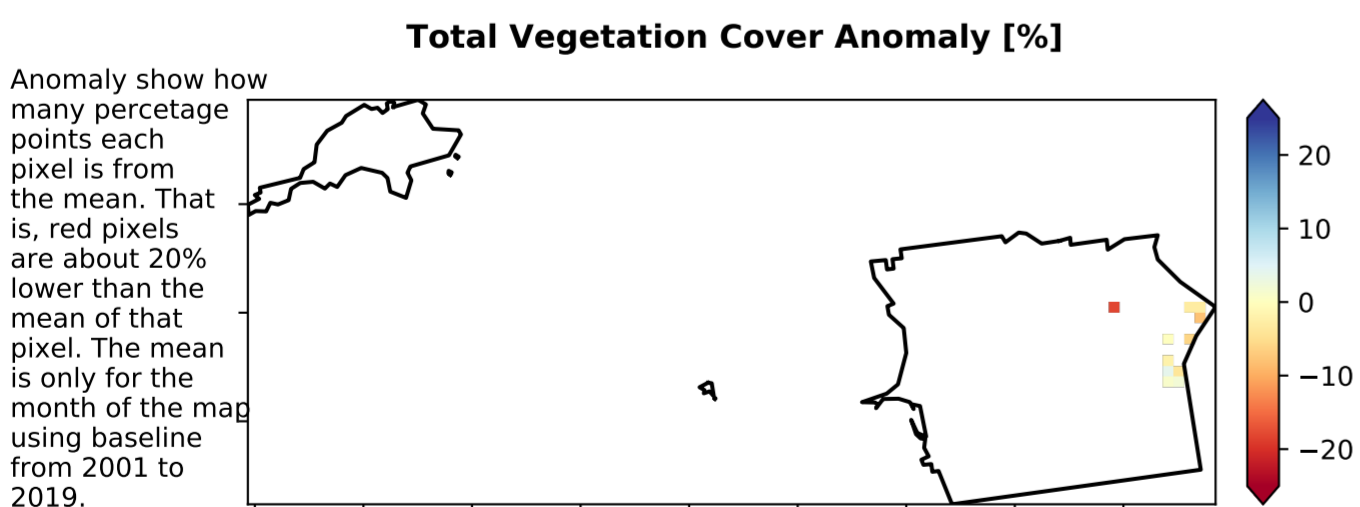 Total Vegetation Cover Anomaly [%]
Anomaly show how
many percetage
points each
pixel is from
the mean. That
is, red pixels
are about 20%
lower than the
mean of that
pixel. The mean
is only for the
month of the map
using baseline
from 2001 to
2019.
20
10
0
−10
−20